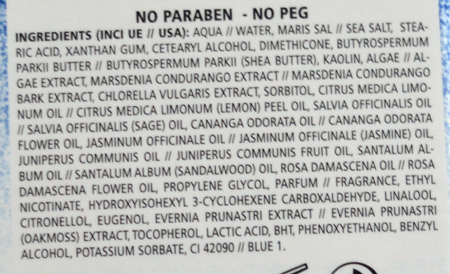 NO PARABEN - NO PEG
INGREDIENTS (INCI UE // USA): AQUA // WATER, MARIS SAL // SEA SALT, STE-
RIC ACID, XANTHAN GUM, CETEARYL ALCOHOL, DIMETHICONE, BUTYROSPERMUM
PARKII BUTTER // BUTYROSPERMUM PARKII (SHEA BUTTER), KAOLIN, ALGAE // AL-
GAE EXTRACT, MARSDENIA CONDURANGO EXTRACT // MARSDENIA CONDURANGO
BARK EXTRACT, CHLORELLA VULGARIS EXTRACT, SORBITOL, CITRUS MEDICA LIMO-
NUM OIL // CITRUS MEDICA LIMONUM (LEMON) PEEL OIL, SALVIA OFFICINALIS OIL
// SALVIA OFFICINALIS (SAGE) OIL, CANANGA ODORATA OIL // CANANGA ODORATA
FLOWER OIL, JASMINUM OFFICINALE OIL // JASMINUM OFFICINALE (JASMINE) OIL,
JUNIPERUS COMMUNIS OIL // JUNIPERUS COMMUNIS FRUIT OIL, SANTALUM AL-
BUM OIL // SANTALUM ALBUM (SANDALWOOD) OIL, ROSA DAMASCENA OIL // ROSA
DAMASCENA FLOWER OIL, PROPYLENE GLYCOL, PARFUM // FRAGRANCE, ETHYL
NICOTINATE, HYDROXYISOHEXYL 3-CYCLOHEXENE CARBOXALDEHYDE, LINALOOL,
CITRONELLOL, EUGENOL, EVERNIA PRUNASTRI EXTRACT // EVERNIA PRUNASTRI
(OAKMOSS) EXTRACT, TOCOPHEROL, LACTIC ACID, BHT, PHENOXYETHANOL, BENZYL
ALCOHOL, POTASSIUM SORBATE, CI 42090 // BLUE 1.